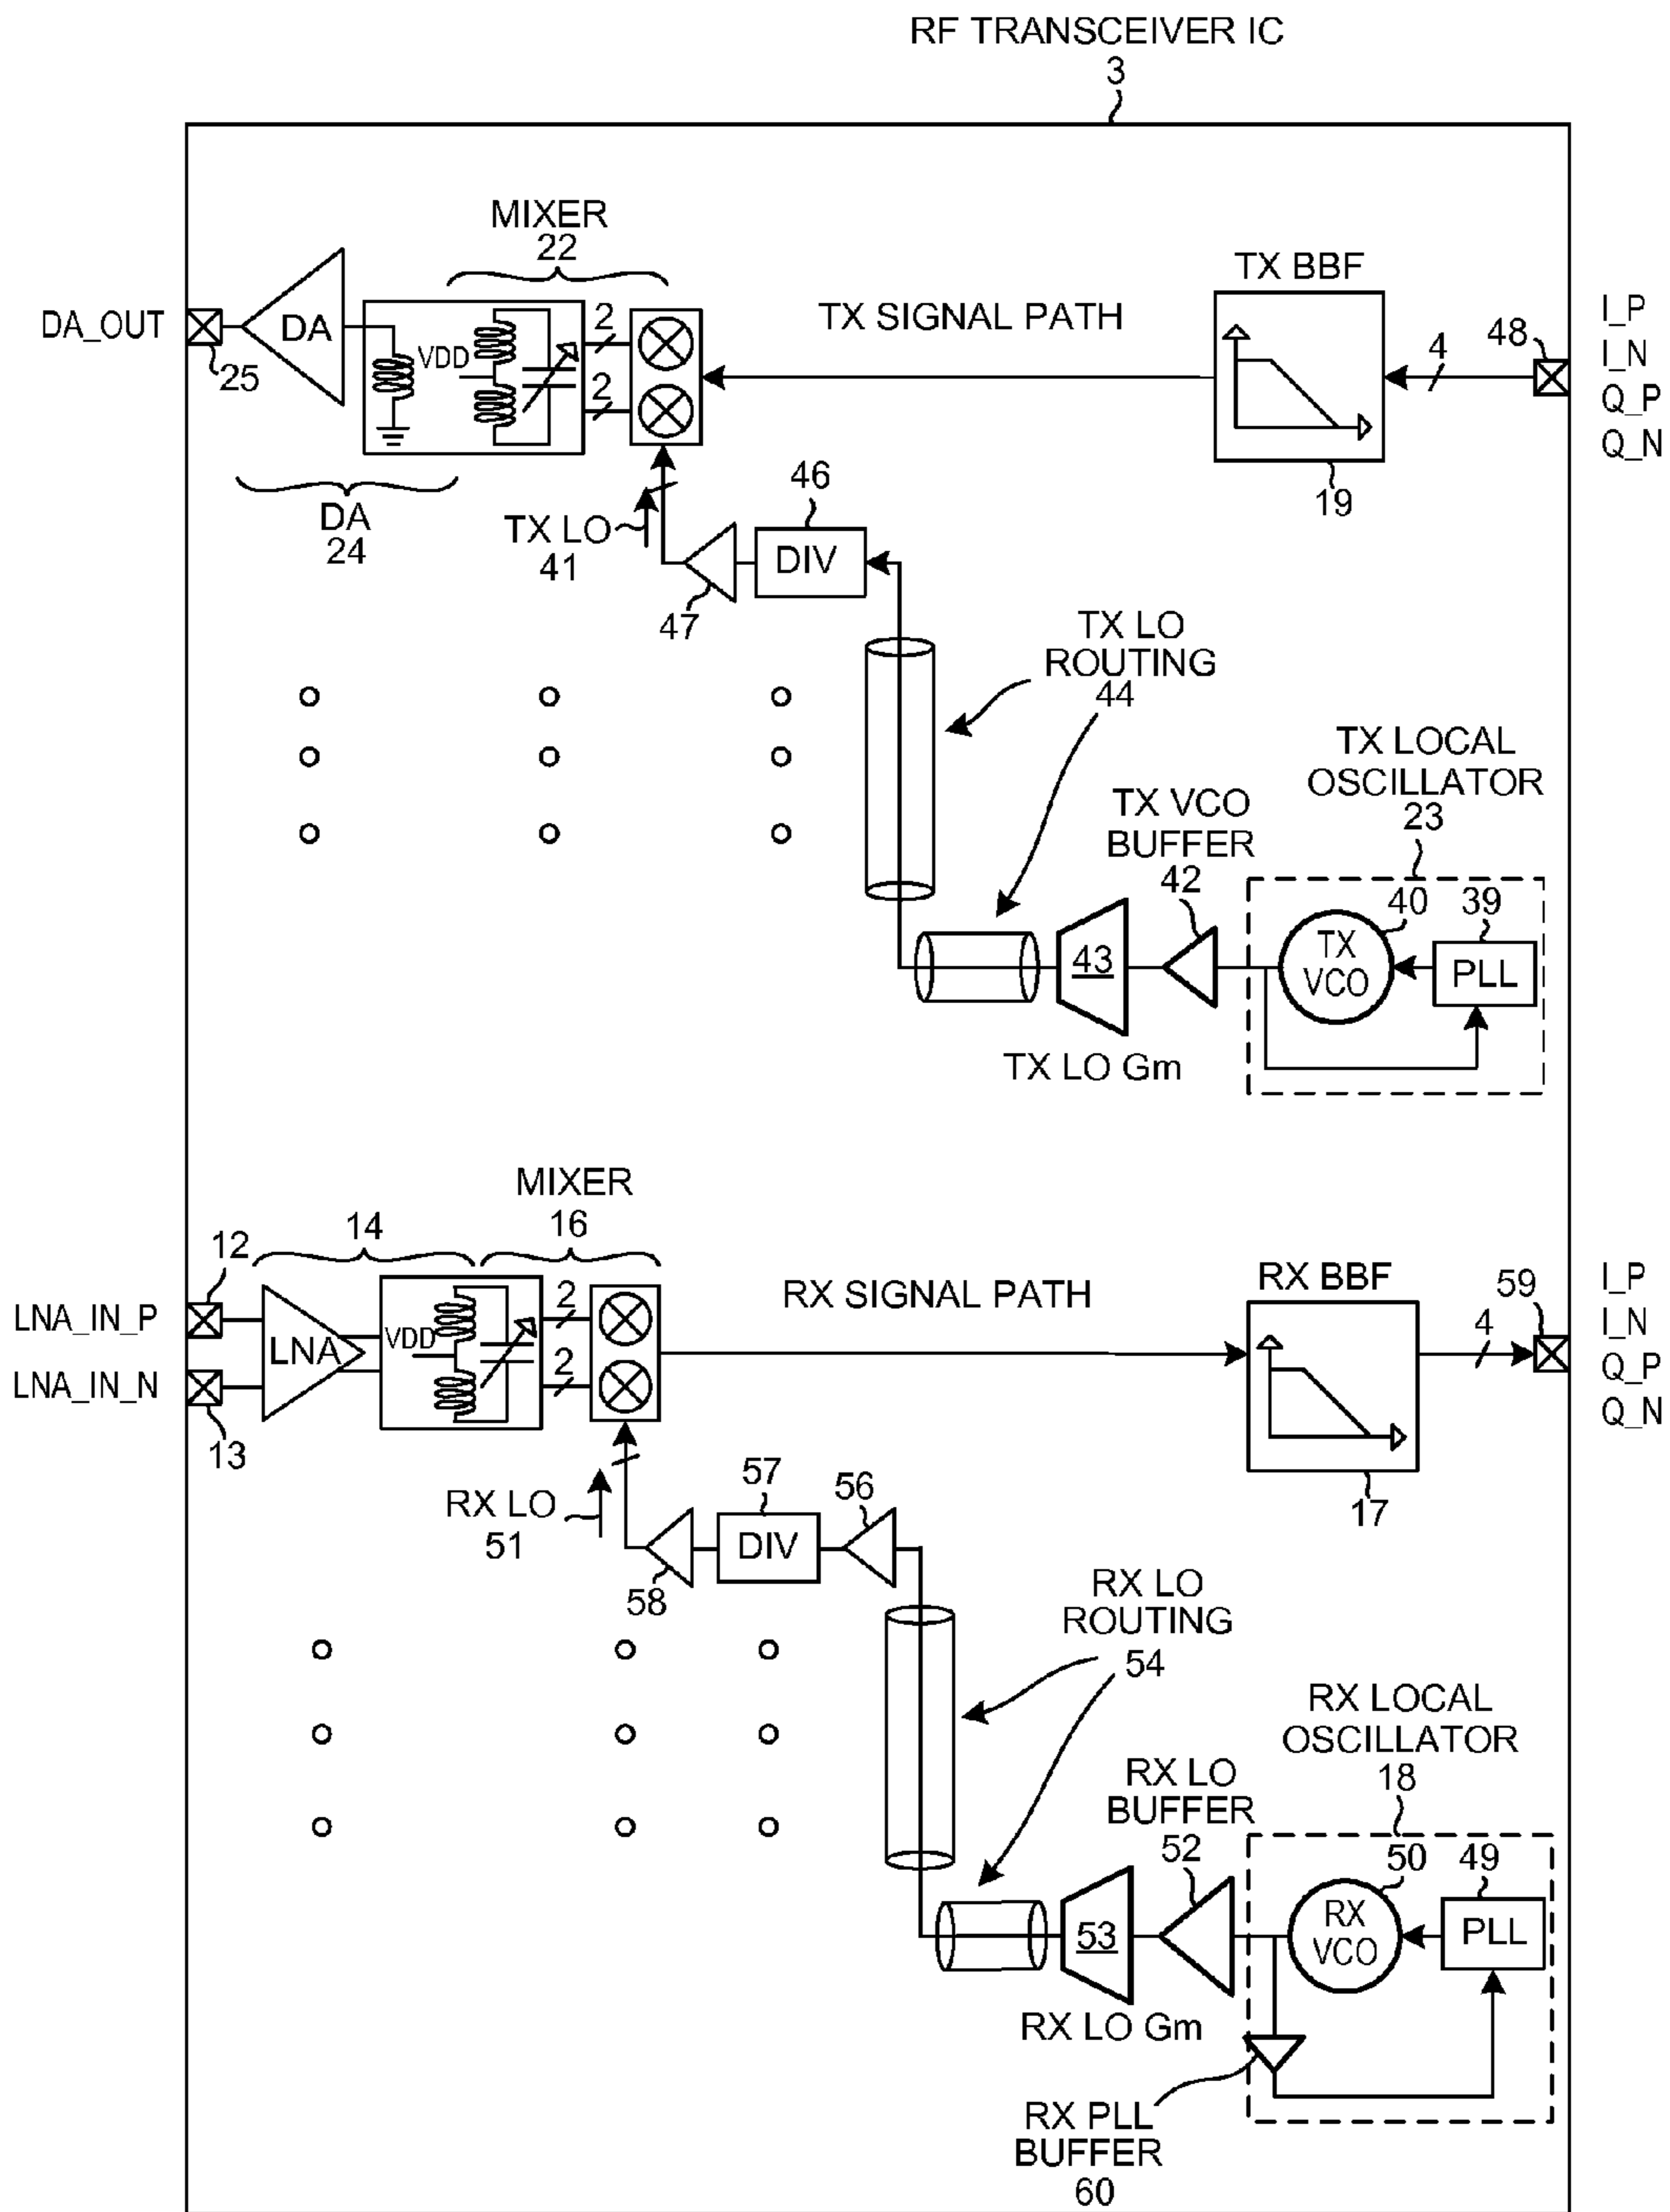 RF TRANSCEIVER IC
3
MIXER
22
TX BBF
DA_OUT
DA
VDD
2
2
25
TX SIGNAL PATH
4
48
I_P
I_N
Q_P
Q_N
19
DA
24
TX LO
41
46
DIV
47
TX LO
ROUTING
44
TX LOCAL
OSCILLATOR
23
TX VCO
BUFFER
42
40
39
TX
VCO
PLL
43
TX LO Gm
MIXER
16
14
12
LNA_IN_P
LNA_IN_N
13
LNA
VDD
2
2
RX SIGNAL PATH
RX BBF
4
59
I_P
I_N
Q_P
Q_N
17
RX LO
51
57
56
DIV
58
RX LO
ROUTING
54
RX LOCAL
OSCILLATOR
18
RX LO
BUFFER
52
50
49
RX
VCO
PLL
53
RX LO Gm
RX PLL
BUFFER
60